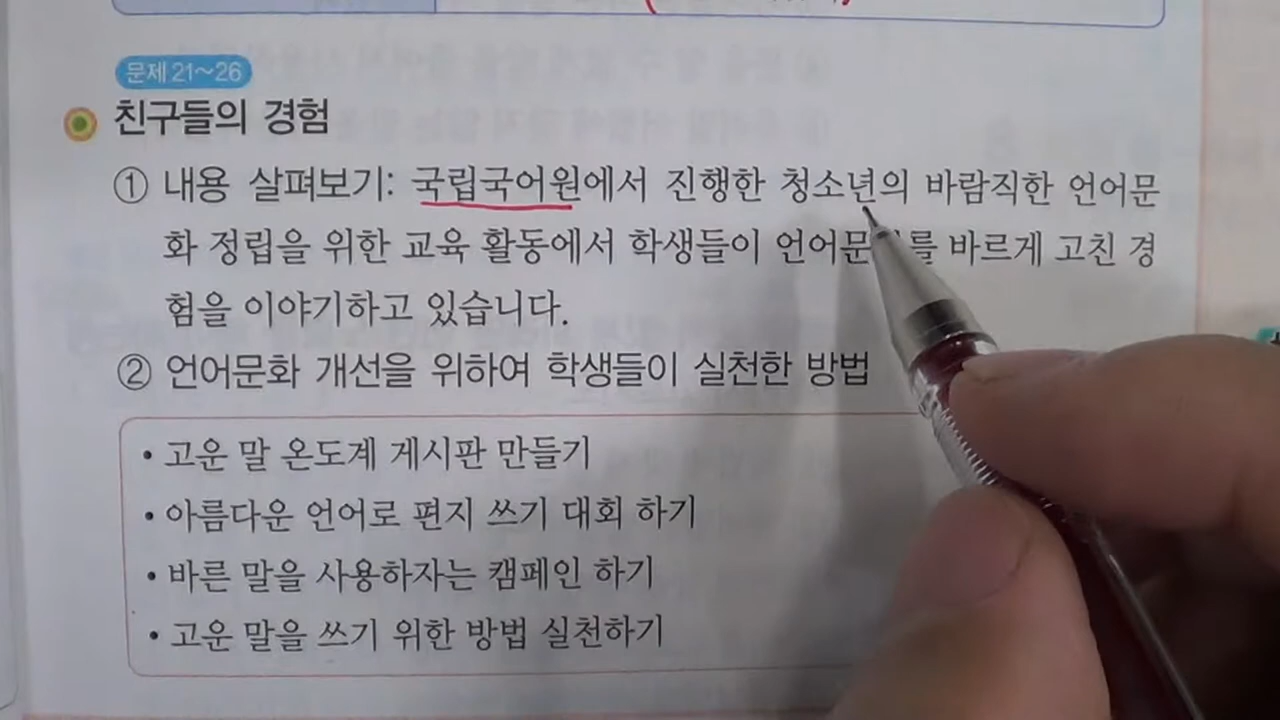 문제 21~26
친구들의 경험
① 내용 살펴보기: 국립국어원에서 진행한 청소년의 바람직한 언어문
화 정립을 위한 교육 활동에서 학생들이 바르게 고친 경
험을 이야기하고 있습니다.
② 언어문화 개선을 위하여 학생들이 실천한 방법
• 고운 말 온도계 게시판 만들기
• 아름다운 언어로 편지 쓰기 대회 하기
• 바른 말을 사용하자는 캠페인 하기
• 고운 말을 쓰기 위한 방법 실천하기